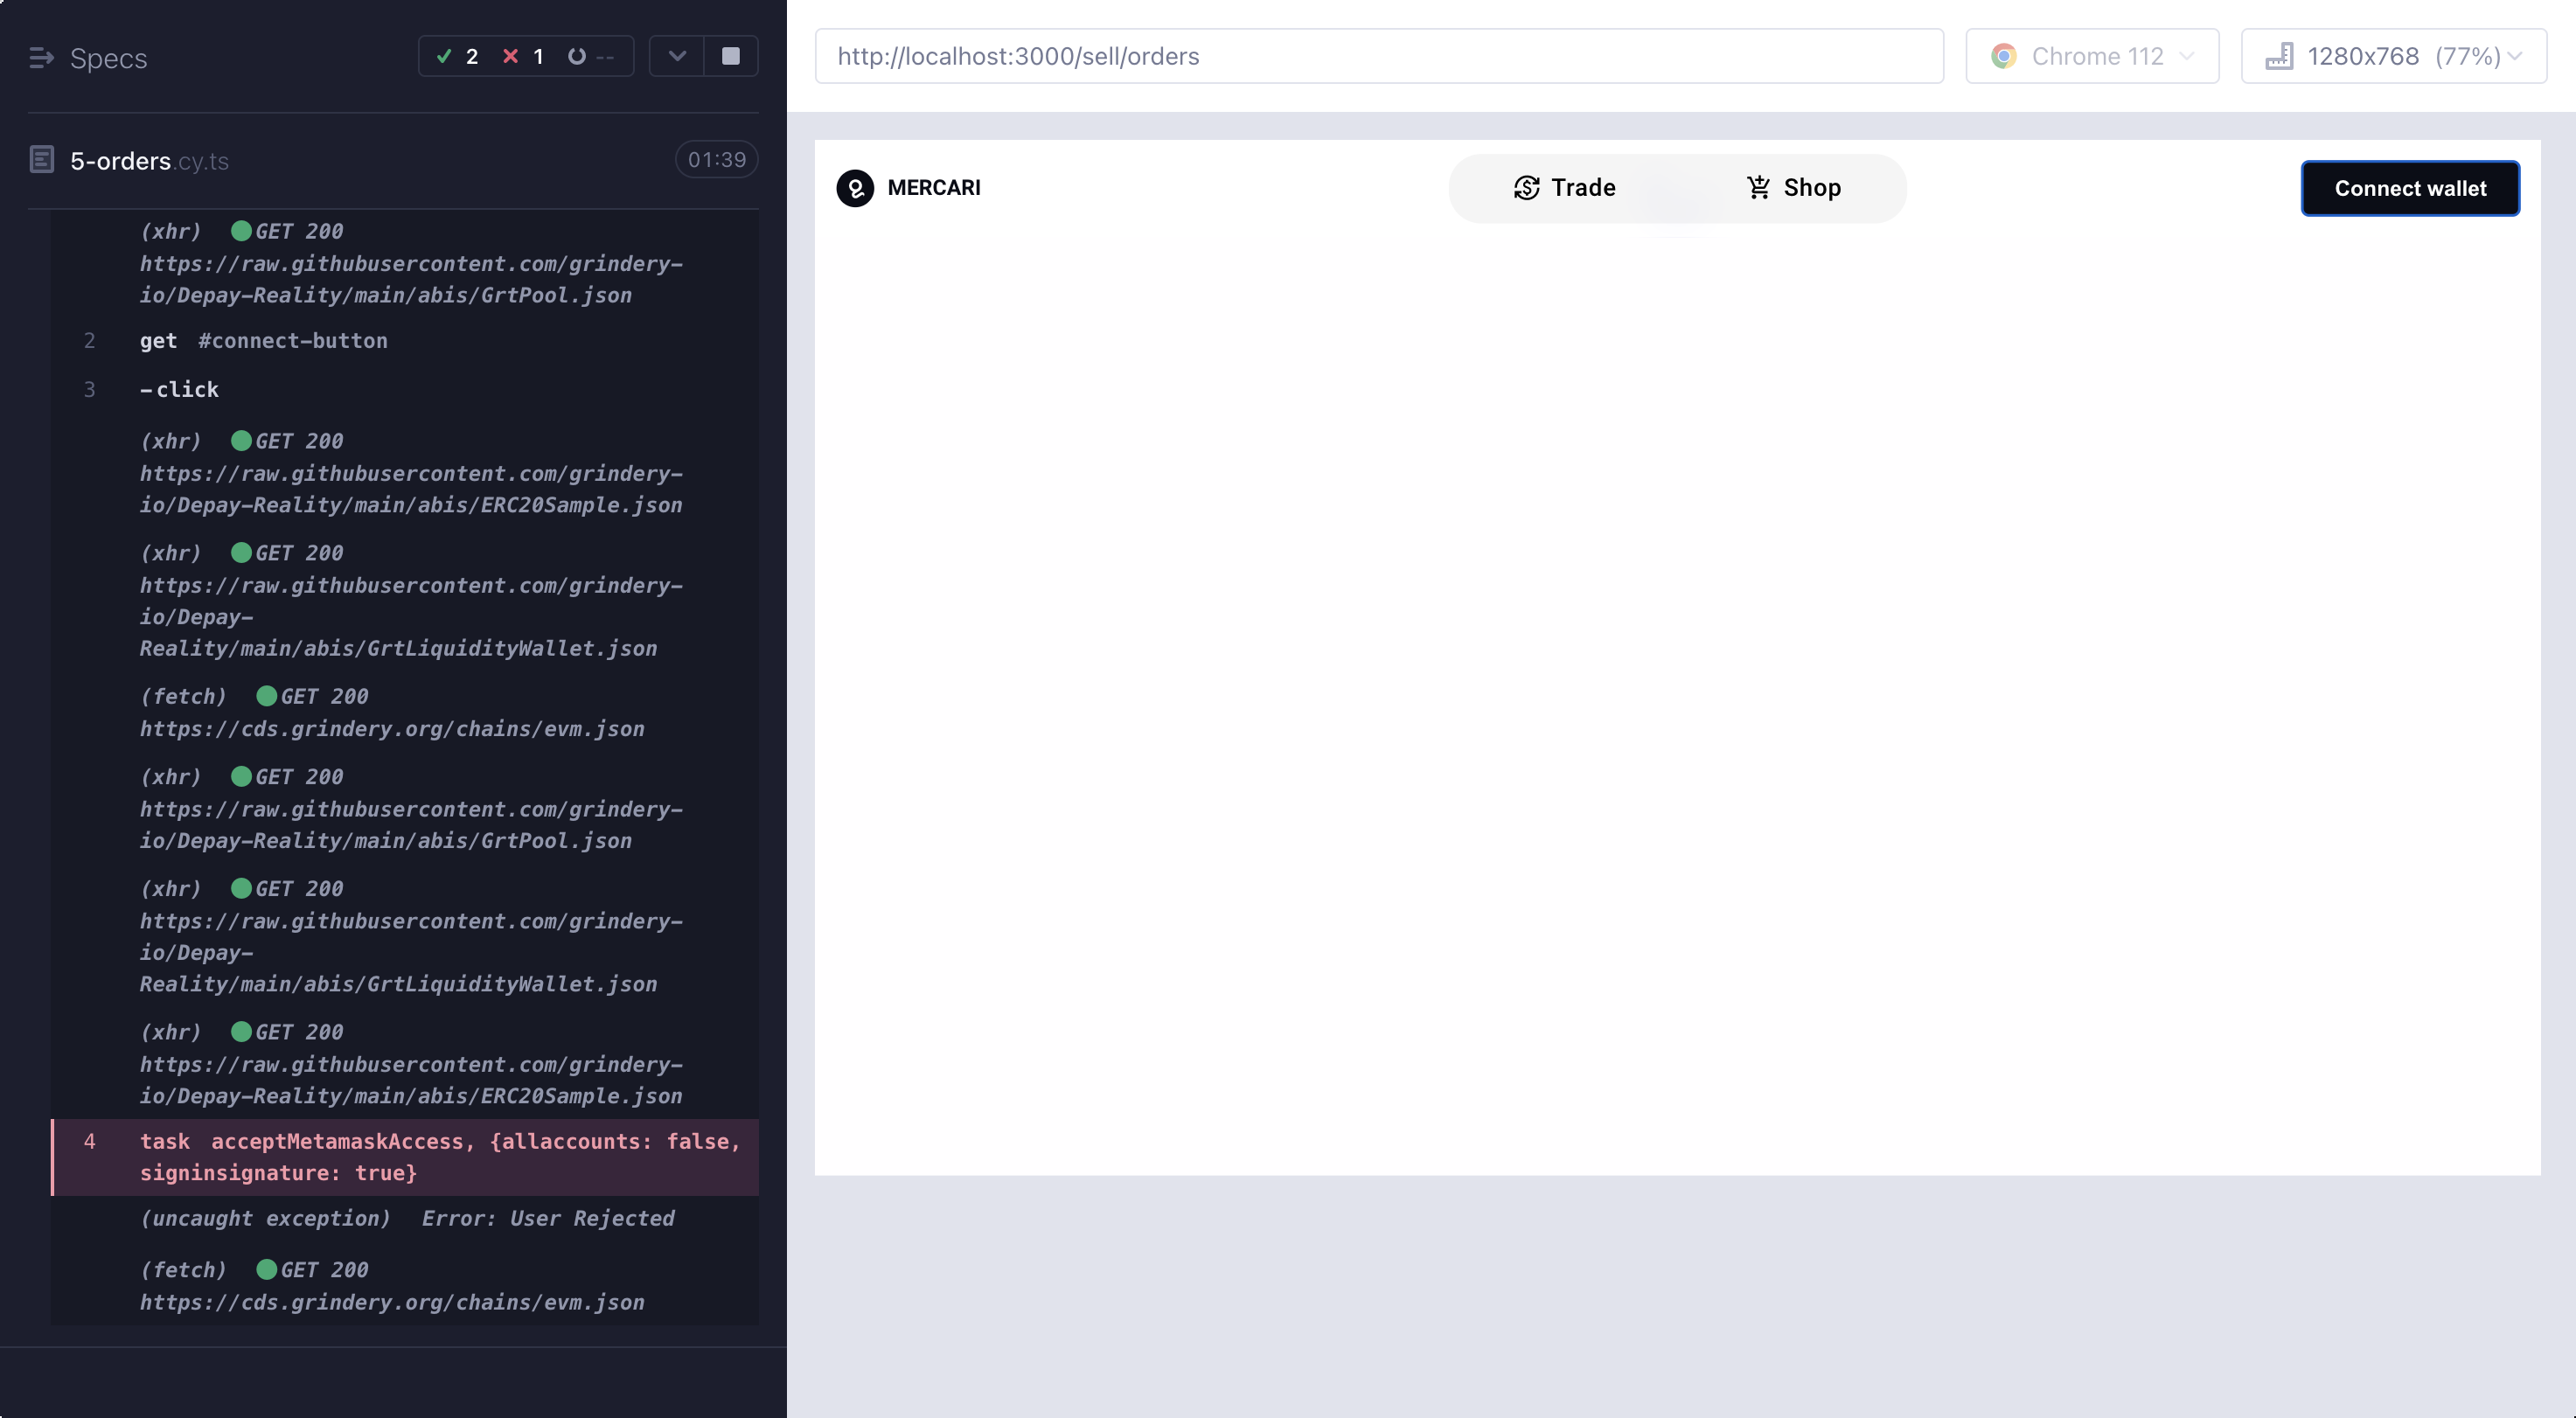 Specs
2
1
--
5-orders.cy.ts
01:39
(xhr) GET 200
https://raw.githubusercontent.com/grindery-
io/Depay-Reality/main/abis/GrtPool.json
2 get #connect-button
3 -click
(xhr) GET 200
https://raw.githubusercontent.com/grindery-
io/Depay-Reality/main/abis/ERC20Sample.json
(xhr) GET 200
https://raw.githubusercontent.com/grindery-
io/Depay-
Reality/main/abis/GrtLiquidityWallet.json
(fetch) GET 200
https://cds.grindery.org/chains/evm.json
(xhr) GET 200
https://raw.githubusercontent.com/grindery-
io/Depay-Reality/main/abis/GrtPool.json
(xhr) GET 200
https://raw.githubusercontent.com/grindery-
io/Depay-
Reality/main/abis/GrtLiquidityWallet.json
(xhr) GET 200
https://raw.githubusercontent.com/grindery-
io/Depay-Reality/main/abis/ERC20Sample.json
4 task acceptMetamaskAccess, {allaccounts: false,
signinsignature: true}
(uncaught exception) Error: User Rejected
(fetch) GET 200
https://cds.grindery.org/chains/evm.json
http://localhost:3000/sell/orders
Chrome 112
1280x768 (77%)
MERCARI
Trade
Shop
Connect wallet